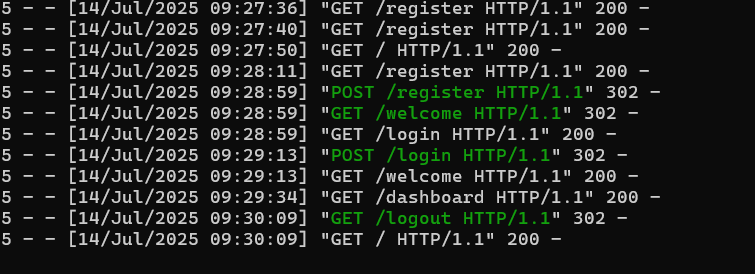 5 - - [14/Jul/2025 09:27:36] "GET /register HTTP/1.1" 200 -
5 - - [14/Jul/2025 09:27:40] "GET /register HTTP/1.1" 200 -
5 - - [14/Jul/2025 09:27:50] "GET / HTTP/1.1" 200 -
5 - - [14/Jul/2025 09:28:11] "GET /register HTTP/1.1" 200 -
5 - - [14/Jul/2025 09:28:59] "POST /register HTTP/1.1" 302 -
5 - - [14/Jul/2025 09:28:59] "GET /welcome HTTP/1.1" 302 -
5 - - [14/Jul/2025 09:28:59] "GET /login HTTP/1.1" 200 -
5 - - [14/Jul/2025 09:29:13] "POST /login HTTP/1.1" 302 -
5 - - [14/Jul/2025 09:29:13] "GET /welcome HTTP/1.1" 200 -
5 - - [14/Jul/2025 09:29:34] "GET /dashboard HTTP/1.1" 200 -
5 - - [14/Jul/2025 09:30:09] "GET /logout HTTP/1.1" 302 -
5 - - [14/Jul/2025 09:30:09] "GET / HTTP/1.1" 200 -